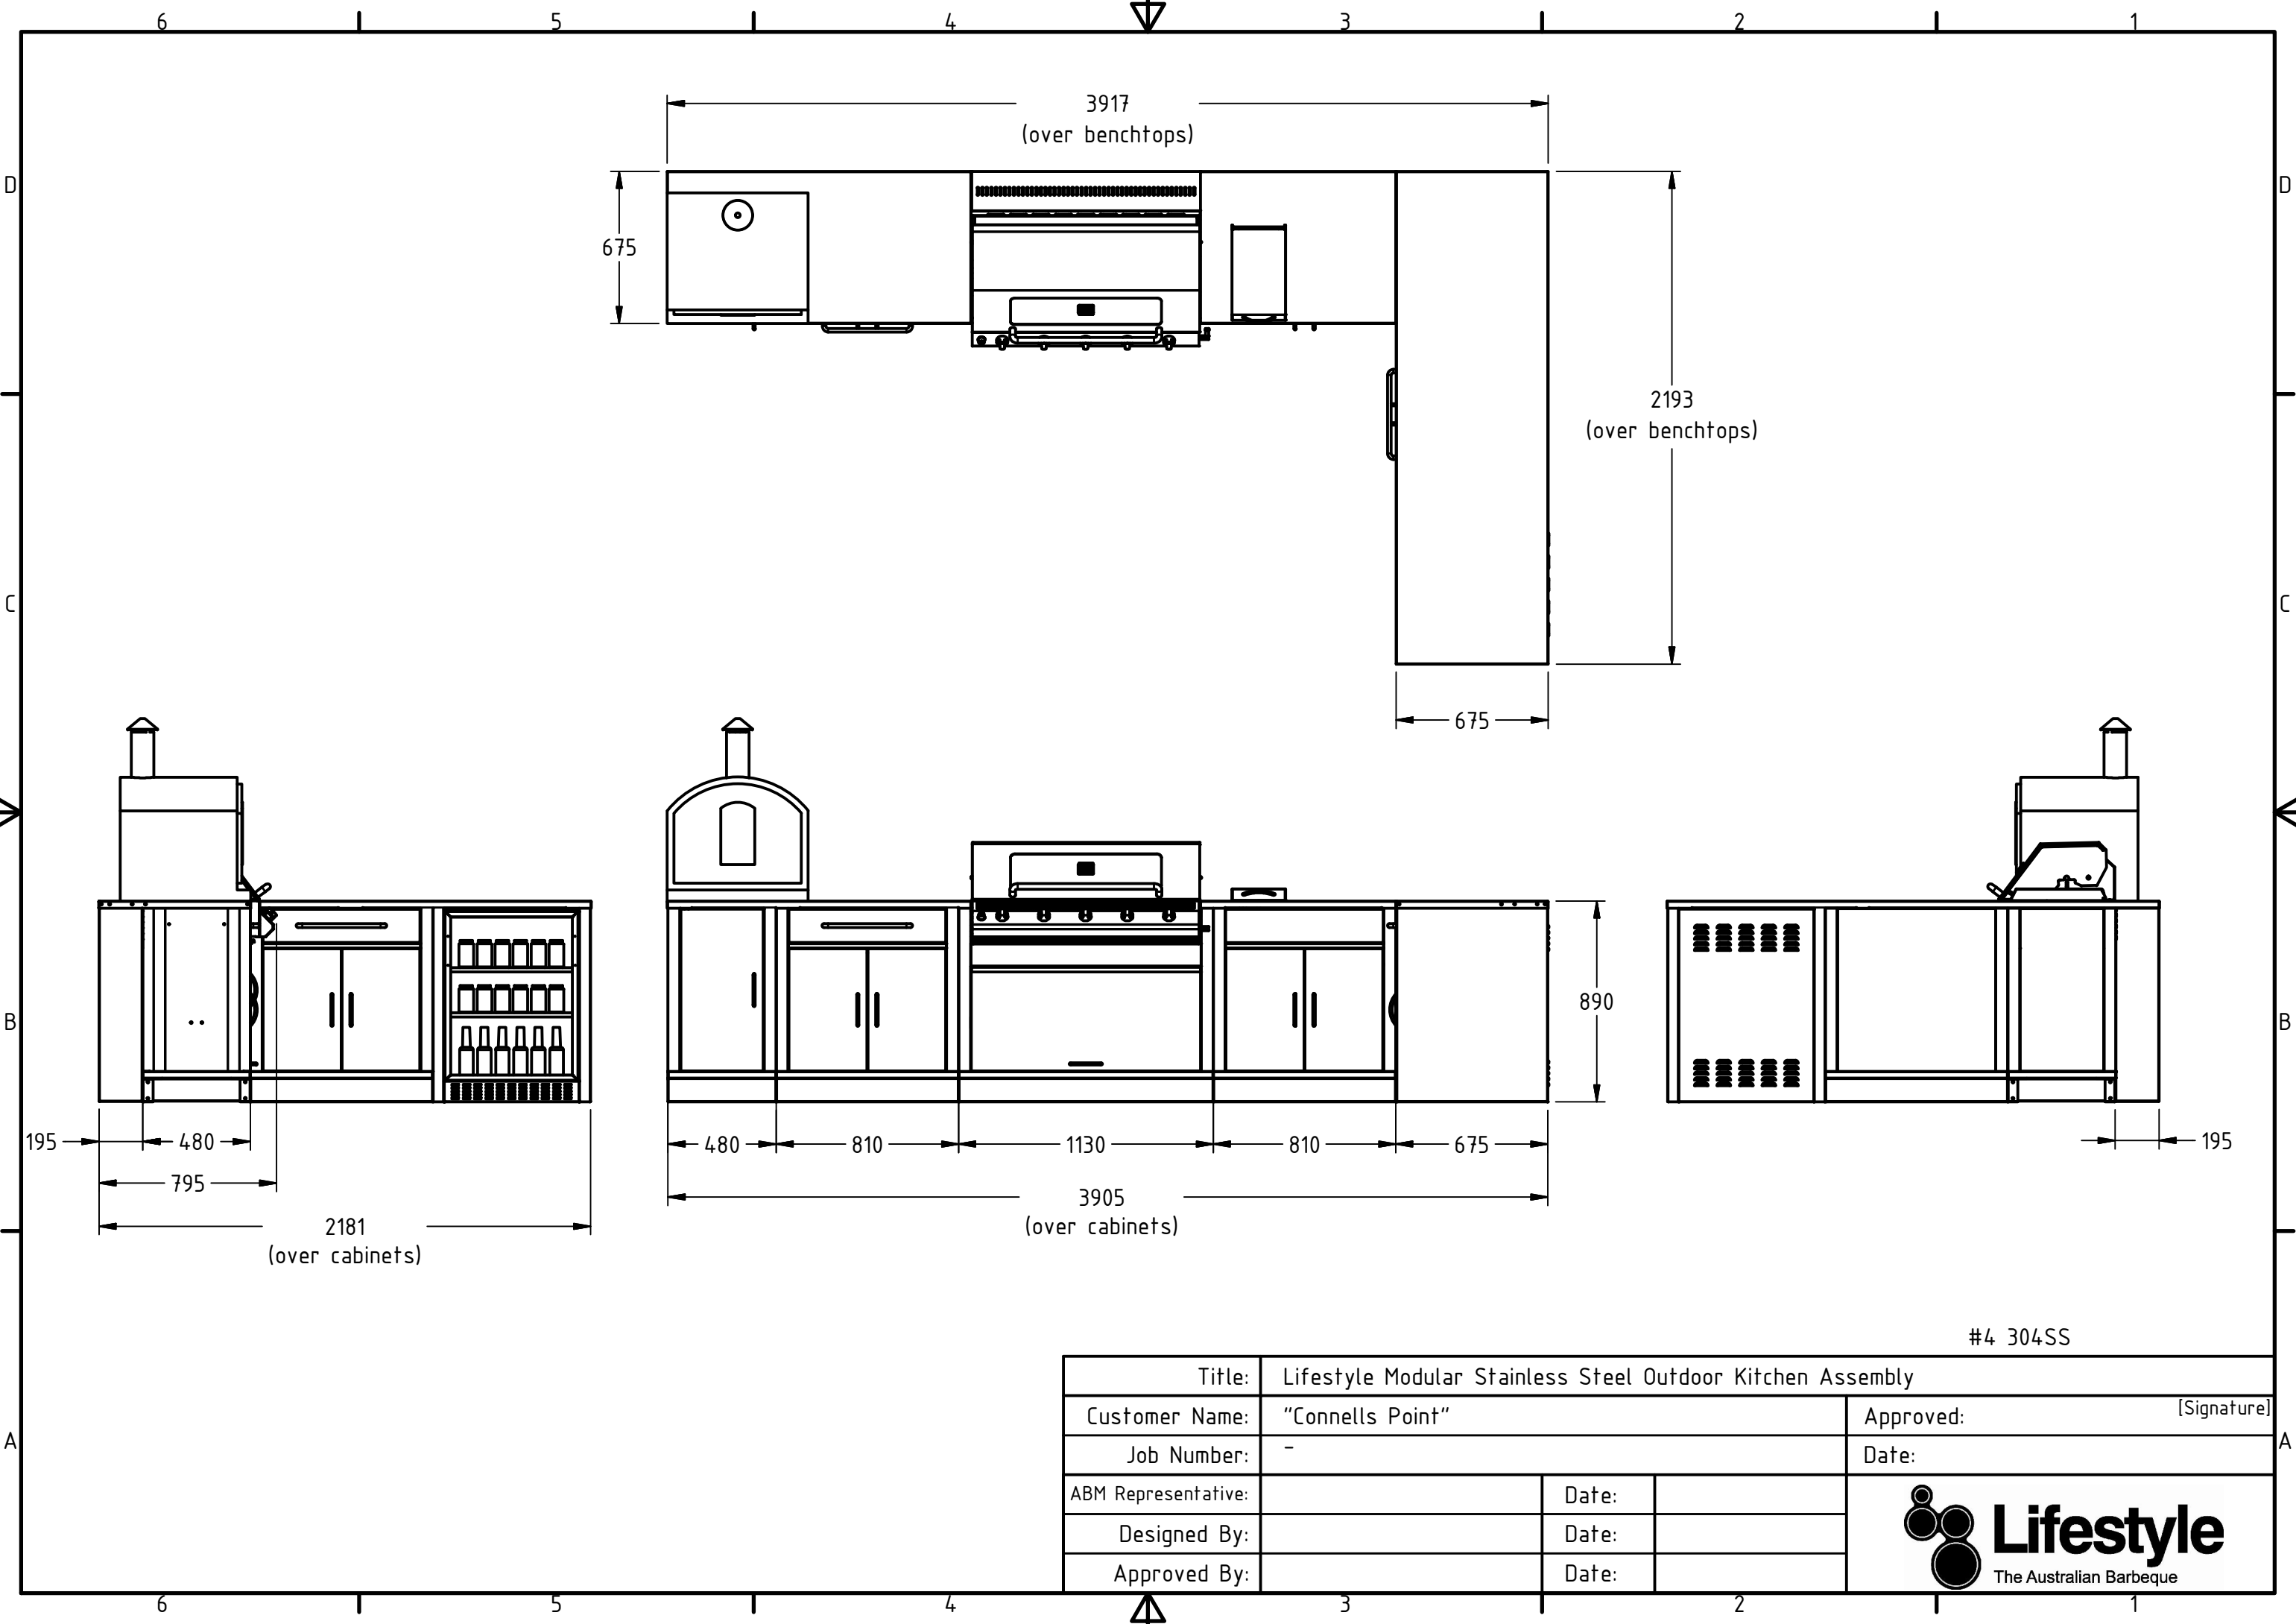 6 5 4 3 2 1
3917
(over benchtops)
D D
675
2193
(over benchtops)
C C
675
890
B B
195 480 480 810 1130 810 675 195
795
3905
(over cabinets)
2181
(over cabinets)
#4 304SS
Title: Lifestyle Modular Stainless Steel Outdoor Kitchen Assembly
Customer Name: "Connells Point" Approved: [Signature]
A A
Job Number: - Date:
ABM Representative: Date:
Designed By: Date:
Approved By: Date:
Lifestyle
The Australian Barbeque
6 5 4 3 2 1